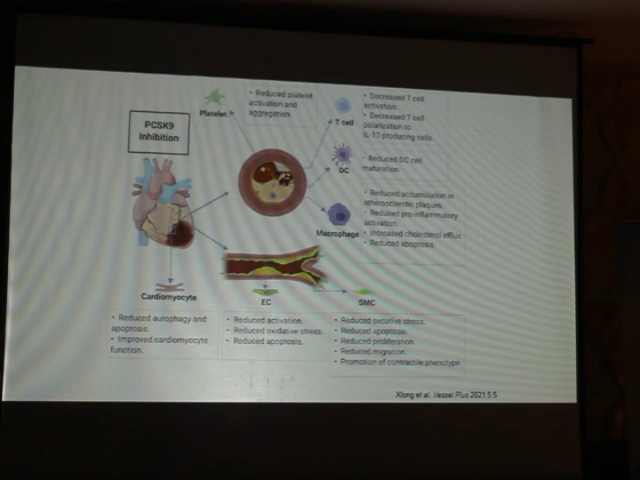 PCSK9
Inhibition
Platelet
• Reduced platelet
activation and
aggregation.
T cell
• Decreased T cell
activation.
• Decreased T cell
polarization to
IL-17-producing cells.
DC
• Reduced DC cell
maturation.
Macrophage
• Reduced accumulation in
atherosclerotic plaques.
• Reduced pro-inflammatory
activation.
• Increased cholesterol efflux.
• Reduced apoptosis.
Cardiomyocyte
• Reduced autophagy and
apoptosis.
• Improved cardiomyocyte
function.
EC
• Reduced activation.
• Reduced oxidative stress.
• Reduced apoptosis.
SMC
• Reduced oxidative stress.
• Reduced apoptosis.
• Reduced proliferation.
• Reduced migration.
• Promotion of contractile phenotype.
Xiong et al. Vessel Plus 2021;5:5